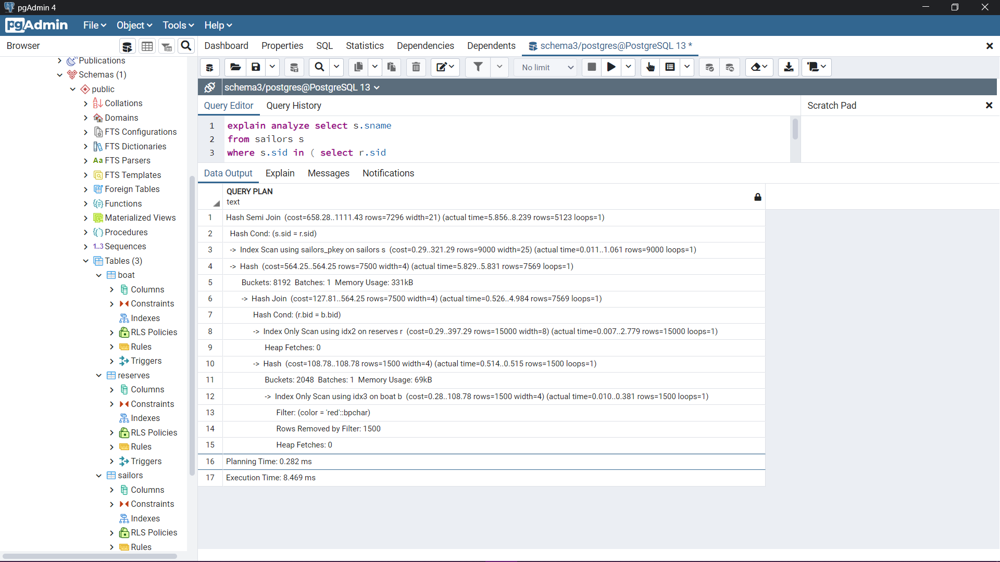 pgAdmin 4
pgAdmin File Object Tools Help
Browser
Dashboard Properties SQL Statistics Dependencies Dependents schema3/postgres@PostgreSQL 13 *
No limit
schema3/postgres@PostgreSQL 13
Publications
Schemas (1)
public
Collations
Domains
FTS Configurations
FTS Dictionaries
Aa FTS Parsers
FTS Templates
Foreign Tables
Functions
Materialized Views
Procedures
1..3 Sequences
Tables (3)
boat
Columns
Constraints
Indexes
RLS Policies
Rules
Triggers
reserves
Columns
Constraints
Indexes
RLS Policies
Rules
Triggers
sailors
Columns
Constraints
Indexes
RLS Policies
Rules
Query Editor Query History
Scratch Pad
1 explain analyze select s.sname
2 from sailors s
3 where s.sid in ( select r.sid
Data Output Explain Messages Notifications
QUERY PLAN
text
1 Hash Semi Join (cost=658.28..1111.43 rows=7296 width=21) (actual time=5.856..8.239 rows=5123 loops=1)
2 Hash Cond: (s.sid = r.sid)
3 -> Index Scan using sailors_pkey on sailors s (cost=0.29..321.29 rows=9000 width=25) (actual time=0.011..1.061 rows=9000 loops=1)
4 -> Hash (cost=564.25..564.25 rows=7500 width=4) (actual time=5.829..5.831 rows=7569 loops=1)
5 Buckets: 8192 Batches: 1 Memory Usage: 331kB
6 -> Hash Join (cost=127.81..564.25 rows=7500 width=4) (actual time=0.526..4.984 rows=7569 loops=1)
7 Hash Cond: (r.bid = b.bid)
8 -> Index Only Scan using idx2 on reserves r (cost=0.29..397.29 rows=15000 width=8) (actual time=0.007..2.779 rows=15000 loops=1)
9 Heap Fetches: 0
10 -> Hash (cost=108.78..108.78 rows=1500 width=4) (actual time=0.514..0.515 rows=1500 loops=1)
11 Buckets: 2048 Batches: 1 Memory Usage: 69kB
12 -> Index Only Scan using idx3 on boat b (cost=0.28..108.78 rows=1500 width=4) (actual time=0.010..0.381 rows=1500 loops=1)
13 Filter: (color = 'red'::bpchar)
14 Rows Removed by Filter: 1500
15 Heap Fetches: 0
16 Planning Time: 0.282 ms
17 Execution Time: 8.469 ms